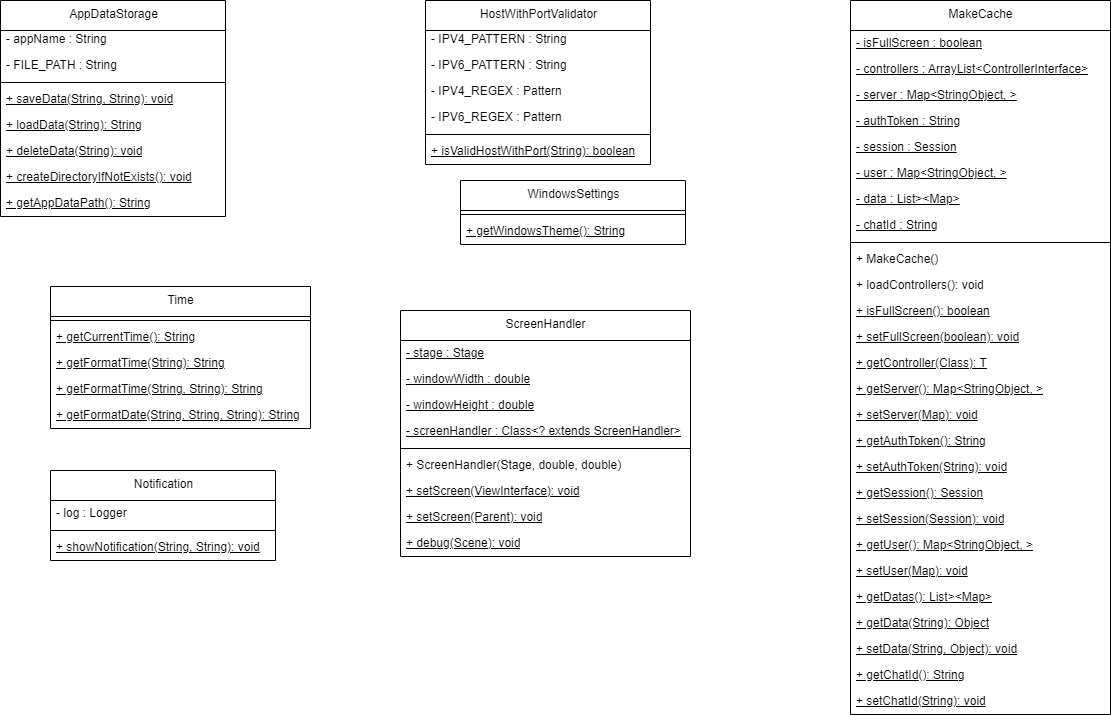 AppDataStorage
- appName : String
- FILE_PATH : String
+ saveData(String, String): void
+ loadData(String): String
+ deleteData(String): void
+ createDirectoryIfNotExists(): void
+ getAppDataPath(): String
HostWithPortValidator
- IPV4_PATTERN : String
- IPV6_PATTERN : String
- IPV4_REGEX : Pattern
- IPV6_REGEX : Pattern
+ isValidHostWithPort(String): boolean
WindowsSettings
+ getWindowsTheme(): String
Time
+ getCurrentTime(): String
+ getFormatTime(String): String
+ getFormatTime(String, String): String
+ getFormatDate(String, String, String): String
Notification
- log : Logger
+ showNotification(String, String): void
ScreenHandler
- stage : Stage
- windowWidth : double
- windowHeight : double
- screenHandler : Class<? extends ScreenHandler>
+ ScreenHandler(Stage, double, double)
+ setScreen(ViewInterface): void
+ setScreen(Parent): void
+ debug(Scene): void
MakeCache
- isFullScreen : boolean
- controllers : ArrayList<ControllerInterface>
- server : Map<StringObject, >
- authToken : String
- session : Session
- user : Map<StringObject, >
- data : List><Map>
- chatId : String
+ MakeCache()
+ loadControllers(): void
+ isFullScreen(): boolean
+ setFullScreen(boolean): void
+ getController(Class): T
+ getServer(): Map<StringObject, >
+ setServer(Map): void
+ getAuthToken(): String
+ setAuthToken(String): void
+ getSession(): Session
+ setSession(Session): void
+ getUser(): Map<StringObject, >
+ setUser(Map): void
+ getDatas(): List><Map>
+ getData(String): Object
+ setData(String, Object): void
+ getChatId(): String
+ setChatId(String): void